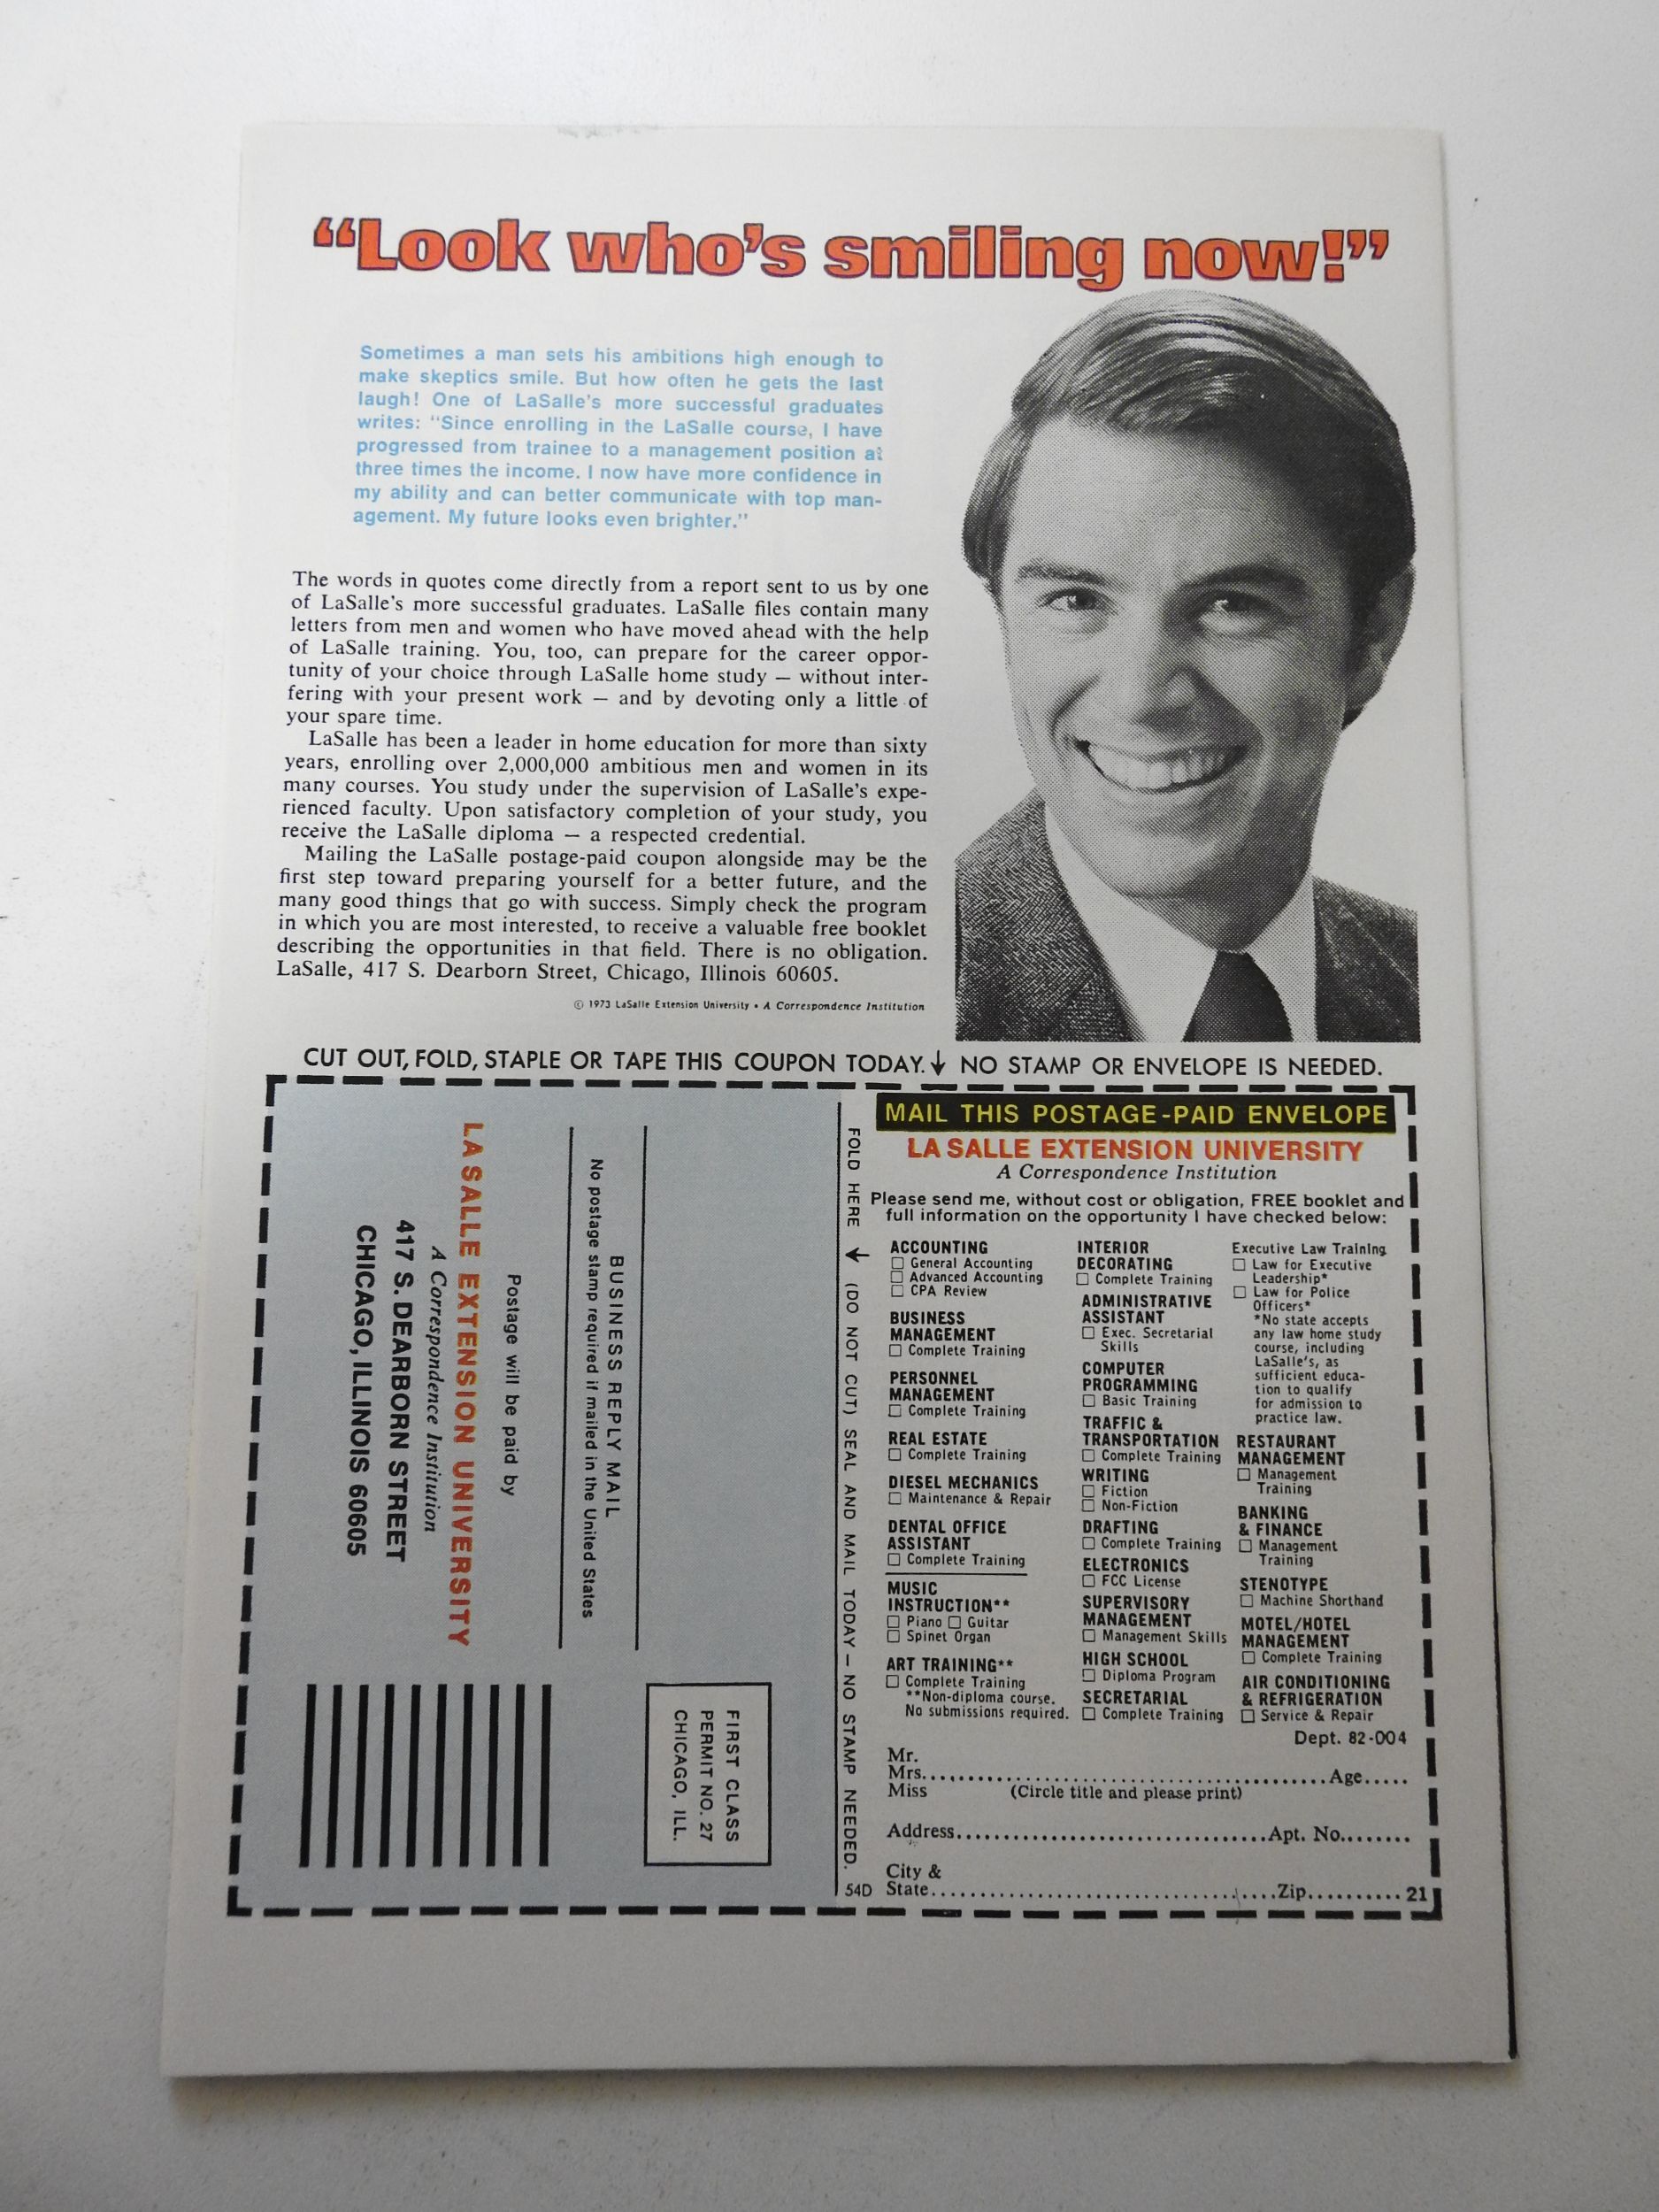 “Look who's smiling now!”
Sometimes a man sets his ambitions high enough to
make skeptics smile. But how often he gets the last
laugh! One of LaSalle's more successful graduates
writes: “Since enrolling in the LaSalle course, I have
progressed from trainee to a management position at
three times the income. I now have more confidence in
my ability and can better communicate with top man-
agement. My future looks even brighter.”
The words in quotes come directly from a report sent to us by one
of LaSalle's more successful graduates. LaSalle files contain many
letters from men and women who have moved ahead with the help
of LaSalle training. You, too, can prepare for the career oppor-
tunity of your choice through LaSalle home study — without inter-
fering with your present work — and by devoting only a little of
your spare time.
LaSalle has been a leader in home education for more than sixty
years, enrolling over 2,000,000 ambitious men and women in its
many courses. You study under the supervision of LaSalle's expe-
rienced faculty. Upon satisfactory completion of your study, you
receive the LaSalle diploma — a respected credential.
Mailing the LaSalle postage-paid coupon alongside may be the
first step toward preparing yourself for a better future, and the
many good things that go with success. Simply check the program
in which you are most interested, to receive a valuable free booklet
describing the opportunities in that field. There is no obligation.
LaSalle, 417 S. Dearborn Street, Chicago, Illinois 60605.
© 1973 LaSalle Extension University • A Correspondence Institution
CUT OUT, FOLD, STAPLE OR TAPE THIS COUPON TODAY.↓ NO STAMP OR ENVELOPE IS NEEDED.
FIRST CLASS
PERMIT NO. 27
CHICAGO, ILL.
BUSINESS REPLY MAIL
No postage stamp required if mailed in the United States
Postage will be paid by
LA SALLE EXTENSION UNIVERSITY
A Correspondence Institution
417 S. DEARBORN STREET
CHICAGO, ILLINOIS 60605
FOLD HERE → (DO NOT CUT) SEAL AND MAIL TODAY — NO STAMP NEEDED.
54D
MAIL THIS POSTAGE-PAID ENVELOPE
LA SALLE EXTENSION UNIVERSITY
A Correspondence Institution
Please send me, without cost or obligation, FREE booklet and
full information on the opportunity I have checked below:
ACCOUNTING
☐ General Accounting
☐ Advanced Accounting
☐ CPA Review
BUSINESS
MANAGEMENT
☐ Complete Training
PERSONNEL
MANAGEMENT
☐ Complete Training
REAL ESTATE
☐ Complete Training
DIESEL MECHANICS
☐ Maintenance & Repair
DENTAL OFFICE
ASSISTANT
☐ Complete Training
MUSIC
INSTRUCTION**
☐ Piano ☐ Guitar
☐ Spinet Organ
ART TRAINING**
☐ Complete Training
**Non-diploma course.
No submissions required.
INTERIOR
DECORATING
☐ Complete Training
ADMINISTRATIVE
ASSISTANT
☐ Exec. Secretarial
Skills
COMPUTER
PROGRAMMING
☐ Basic Training
TRAFFIC &
TRANSPORTATION
☐ Complete Training
WRITING
☐ Fiction
☐ Non-Fiction
DRAFTING
☐ Complete Training
ELECTRONICS
☐ FCC License
SUPERVISORY
MANAGEMENT
☐ Management Skills
HIGH SCHOOL
☐ Diploma Program
SECRETARIAL
☐ Complete Training
Executive Law Training
☐ Law for Executive
Leadership*
☐ Law for Police
Officers*
*No state accepts
any law home study
course, including
LaSalle's, as
sufficient educa-
tion to qualify
for admission to
practice law.
RESTAURANT
MANAGEMENT
☐ Management
Training
BANKING
& FINANCE
☐ Management
Training
STENOTYPE
☐ Machine Shorthand
MOTEL/HOTEL
MANAGEMENT
☐ Complete Training
AIR CONDITIONING
& REFRIGERATION
☐ Service & Repair
Dept. 82-004
Mr.
Mrs. Age
Miss (Circle title and please print)
Address Apt. No.
City &
State Zip 21